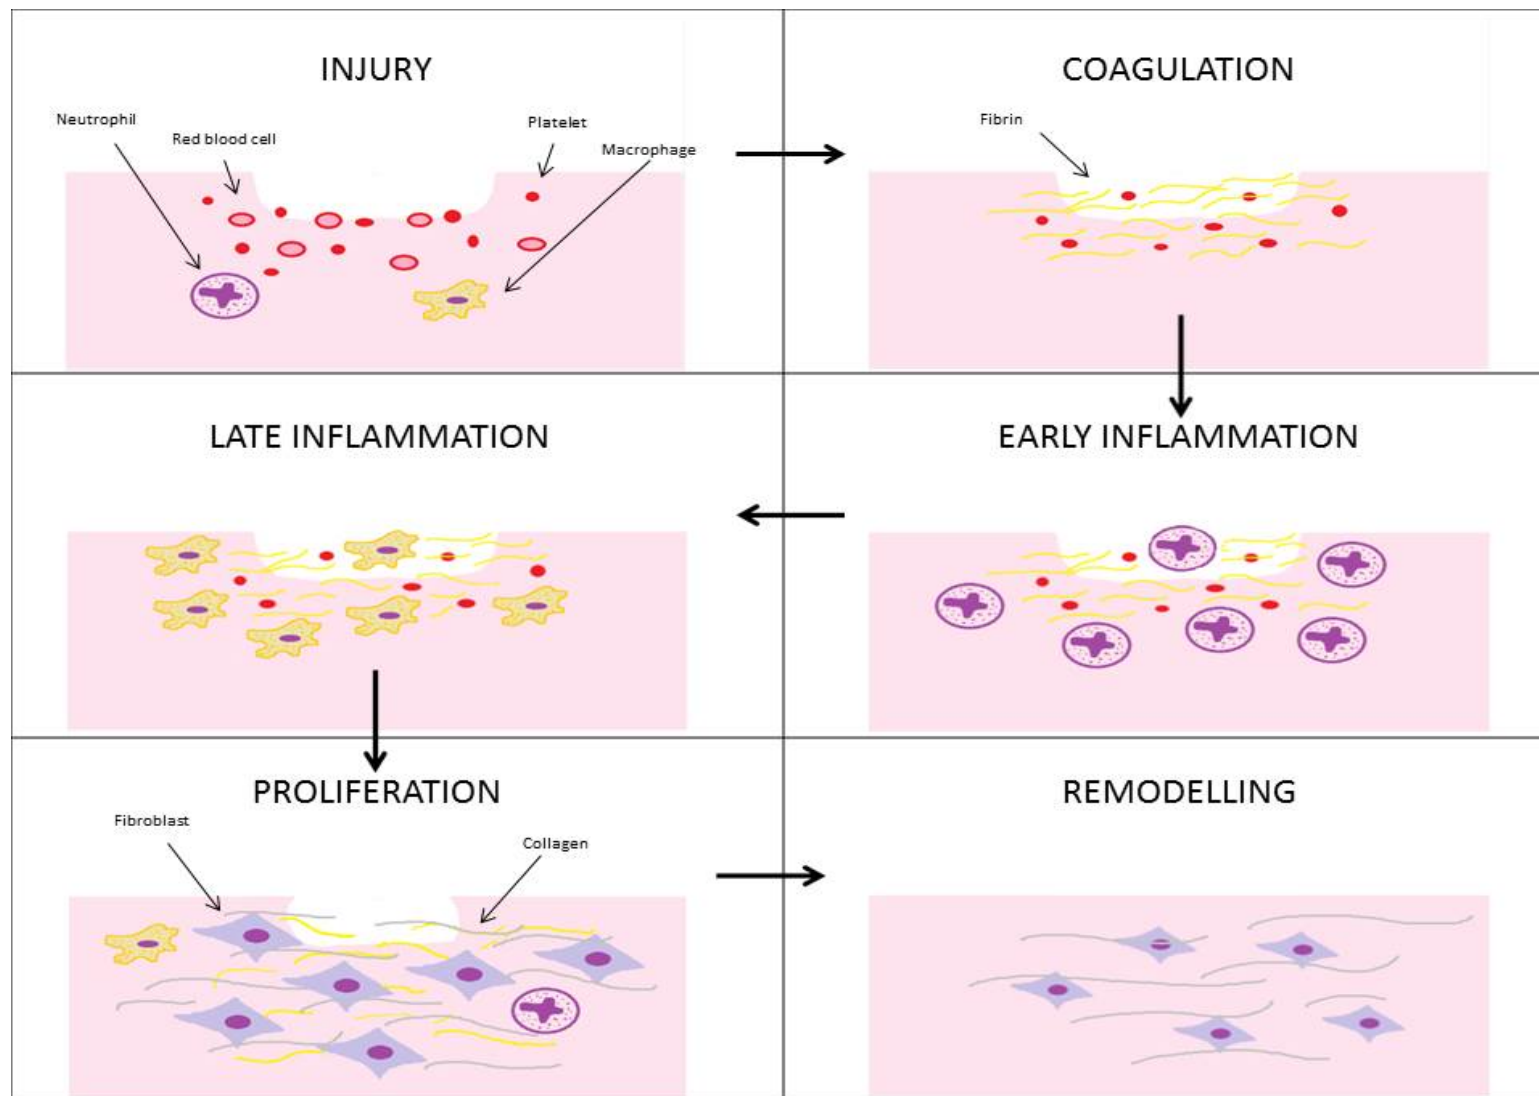 INJURY
Neutrophil
Red blood cell
Platelet
Macrophage
COAGULATION
Fibrin
LATE INFLAMMATION
EARLY INFLAMMATION
PROLIFERATION
Fibroblast
Collagen
REMODELLING